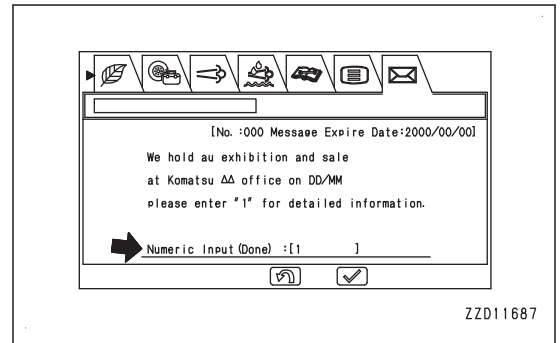 [No. :000 Message Expire Date:2000/00/00]
We hold au exhibition and sale
at Komatsu ΔΔ office on DD/MM
please enter "1" for detailed information.
Numeric Input(Done) :[1 ]
ZZD11687